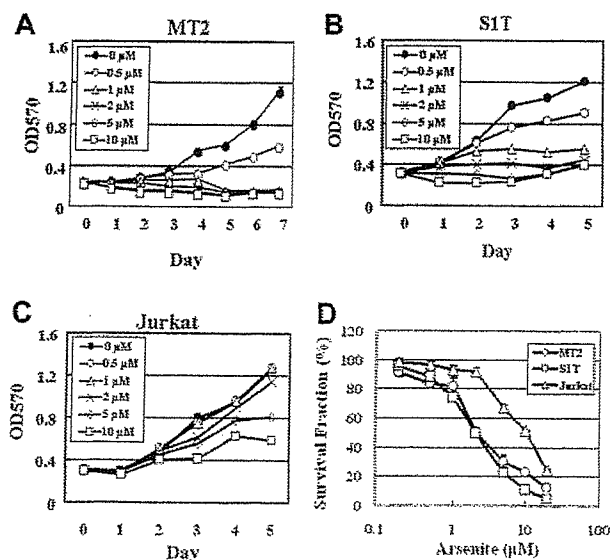 A
MT2
1.6
1.2
0.8
0.4
0
OD570
0 µM
0.5 µM
1 µM
2 µM
5 µM
10 µM
0 1 2 3 4 5 6 7
Day
B
S1T
1.6
1.2
0.8
0.4
0
OD570
0 µM
0.5 µM
1 µM
2 µM
5 µM
10 µM
0 1 2 3 4 5
Day
C
Jurkat
1.6
1.2
0.8
0.4
0
OD570
0 µM
0.5 µM
1 µM
2 µM
5 µM
10 µM
0 1 2 3 4 5
Day
D
120
100
80
60
40
20
0
Survival Fraction (%)
MT2
S1T
Jurkat
0.1 1 10 100
Arsenite (µM)